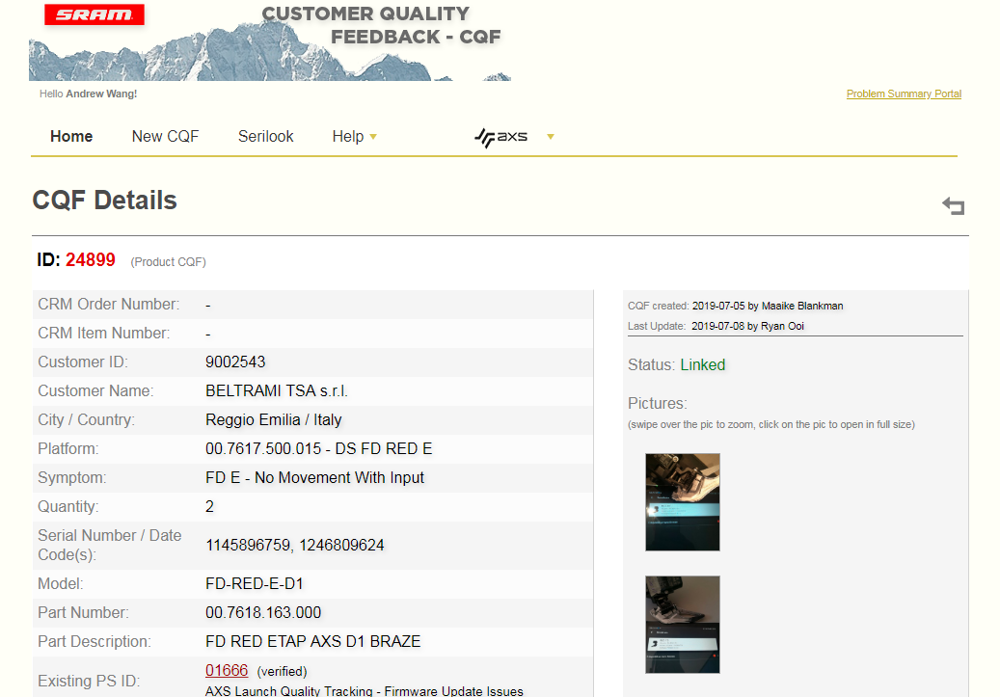 SRAM
CUSTOMER QUALITY
FEEDBACK - CQF
Hello Andrew Wang!
Problem Summary Portal
Home New CQF Serilook Help axs
CQF Details
ID: 24899 (Product CQF)
CRM Order Number: -
CRM Item Number: -
Customer ID: 9002543
Customer Name: BELTRAMI TSA s.r.l.
City / Country: Reggio Emilia / Italy
Platform: 00.7617.500.015 - DS FD RED E
Symptom: FD E - No Movement With Input
Quantity: 2
Serial Number / Date
Code(s): 1145896759, 1246809624
Model: FD-RED-E-D1
Part Number: 00.7618.163.000
Part Description: FD RED ETAP AXS D1 BRAZE
Existing PS ID: 01666 (verified)
AXS Launch Quality Tracking - Firmware Update Issues
CQF created: 2019-07-05 by Maaike Blankman
Last Update: 2019-07-08 by Ryan Ooi
Status: Linked
Pictures:
(swipe over the pic to zoom, click on the pic to open in full size)